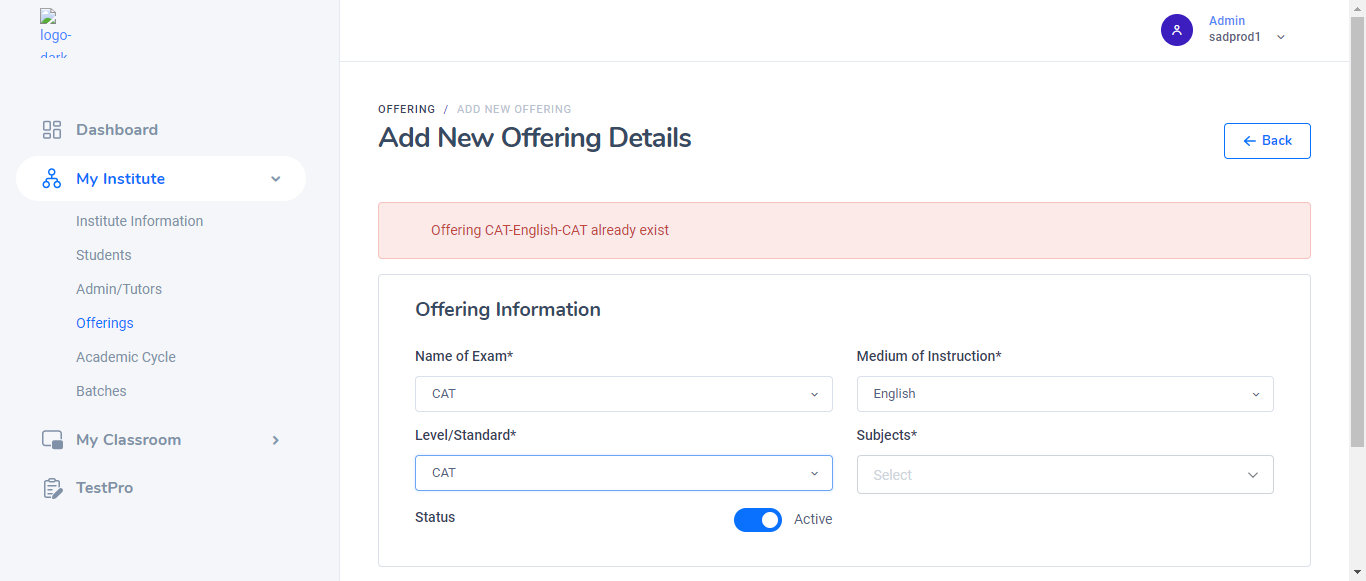 logo-
dark
Admin
sadprod1
Dashboard
My Institute
Institute Information
Students
Admin/Tutors
Offerings
Academic Cycle
Batches
My Classroom
TestPro
OFFERING / ADD NEW OFFERING
Add New Offering Details
Back
Offering CAT-English-CAT already exist
Offering Information
Name of Exam*
Medium of Instruction*
CAT
English
Level/Standard*
Subjects*
CAT
Select
Status
Active